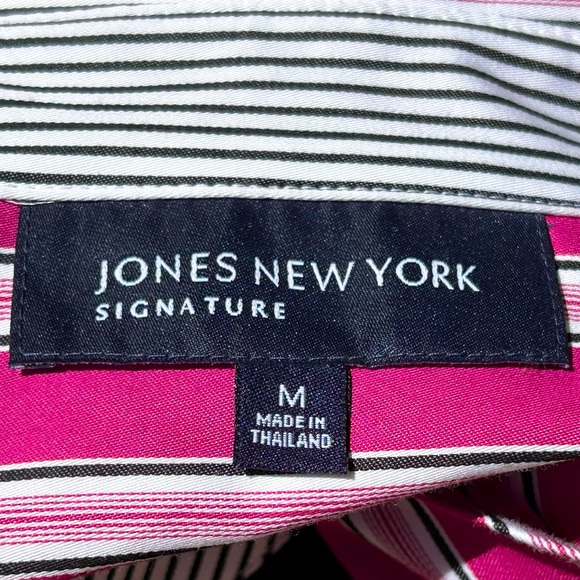 JONES NEW YORK
SIGNATURE
M
MADE IN
THAILAND